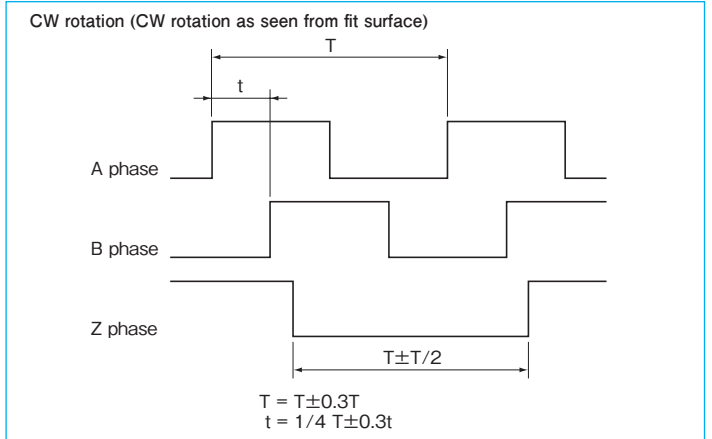 CW rotation (CW rotation as seen from fit surface)
T
t
A phase
B phase
Z phase
T±T/2
T = T±0.3T
t = 1/4 T±0.3t